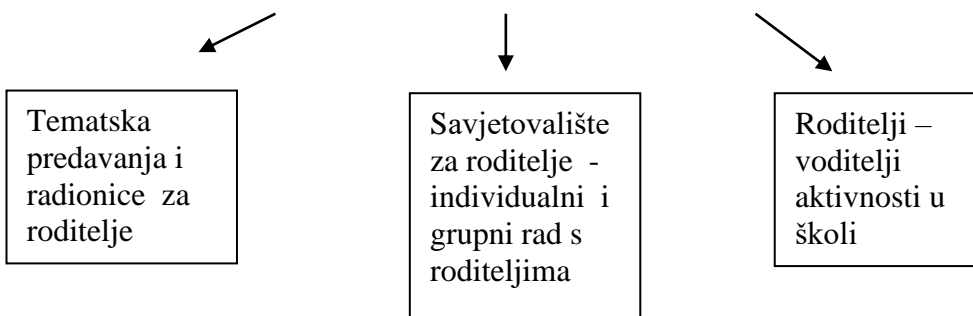 Tematska
predavanja i
radionice za
roditelje
Savjetovalište
za roditelje -
individualni i
grupni rad s
roditeljima
Roditelji –
voditelji
aktivnosti u
školi